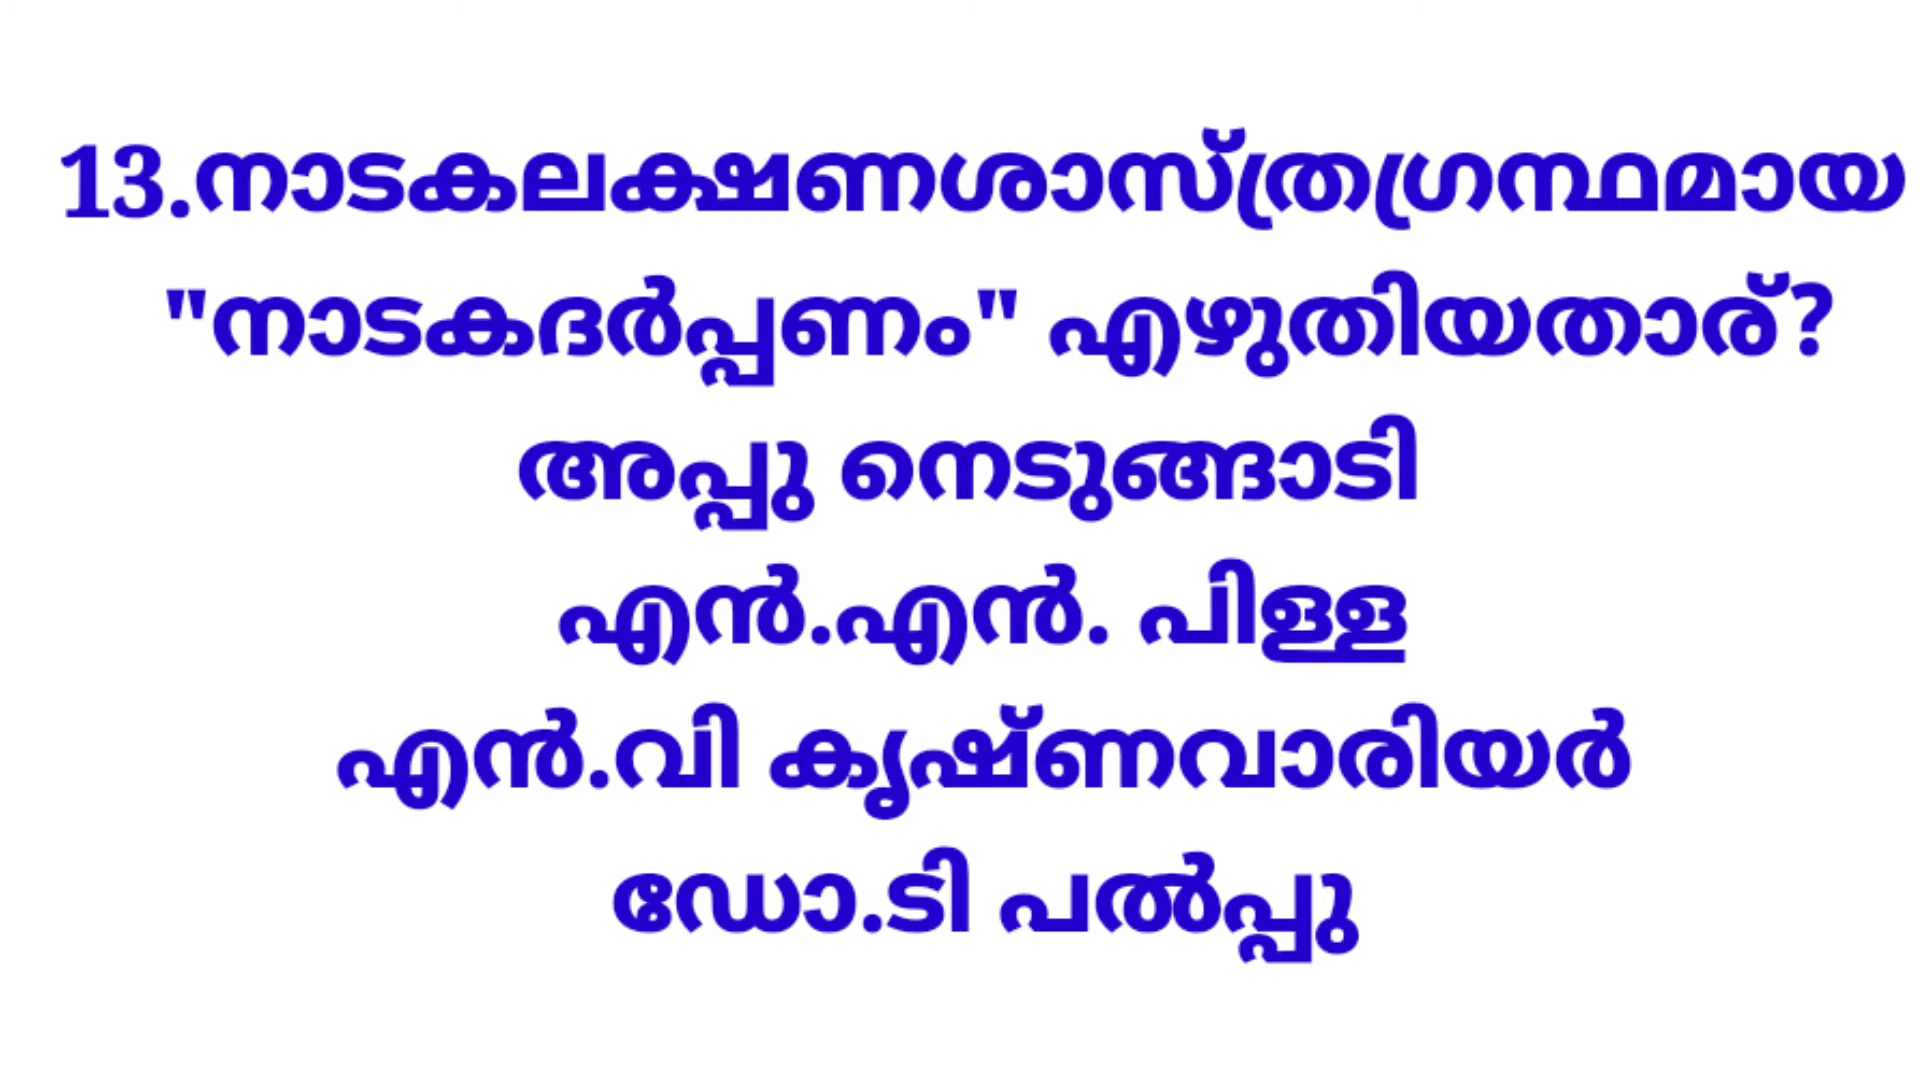 13.നാടകലക്ഷണശാസ്ത്രഗ്രന്ഥമായ
"നാടകദർപ്പണം" എഴുതിയതാര്?
അപ്പു നെടുങ്ങാടി
എൻ.എൻ. പിള്ള
എൻ.വി കൃഷ്ണവാരിയർ
ഡോ.ടി പൽപ്പു